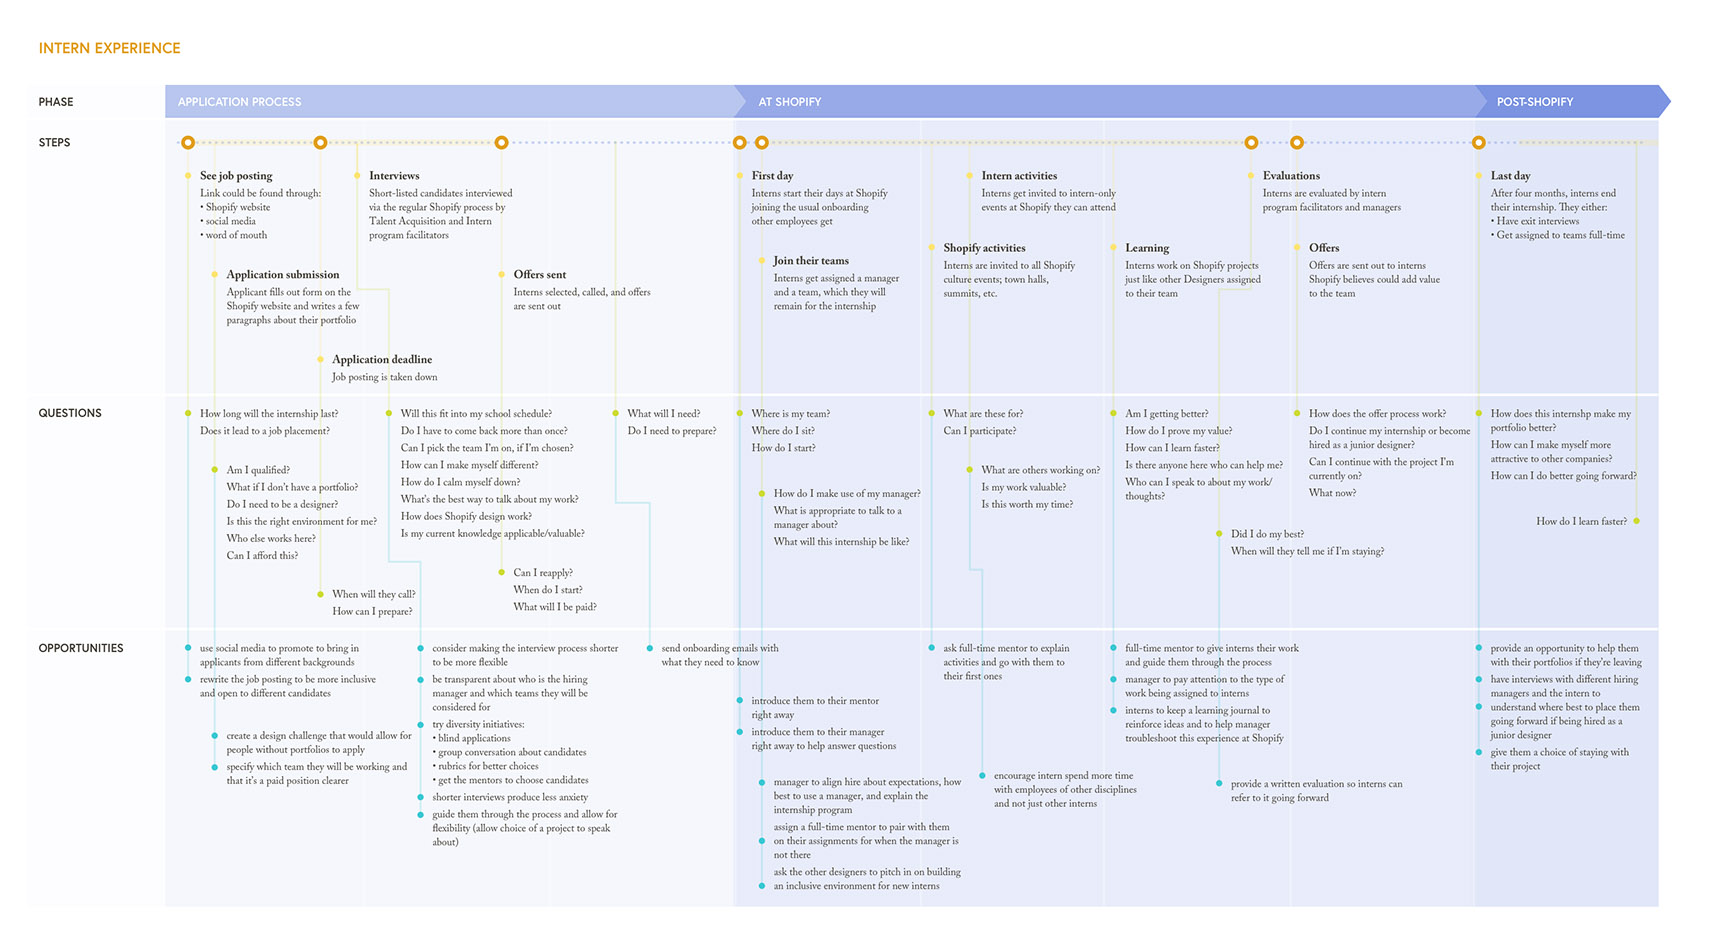 INTERN EXPERIENCE
PHASE
APPLICATION PROCESS
AT SHOPIFY
POST-SHOPIFY
STEPS
See job posting
Link could be found through:
• Shopify website
• social media
• word of mouth
Application submission
Applicant fills out form on the
Shopify website and writes a few
paragraphs about their portfolio
Application deadline
Job posting is taken down
Interviews
Short-listed candidates interviewed
via the regular Shopify process by
Talent Acquisition and Intern
program facilitators
Offers sent
Interns selected, called, and offers
are sent out
First day
Interns start their days at Shopify
joining the usual onboarding
other employees get
Join their teams
Interns get assigned a manager
and a team, which they will
remain for the internship
Intern activities
Interns get invited to intern-only
events at Shopify they can attend
Shopify activities
Interns are invited to all Shopify
culture events; town halls,
summits, etc.
Learning
Interns work on Shopify projects
just like other Designers assigned
to their team
Evaluations
Interns are evaluated by intern
program facilitators and managers
Offers
Offers are sent out to interns
Shopify believes could add value
to the team
Last day
After four months, interns end
their internship. They either:
• Have exit interviews
• Get assigned to teams full-time
QUESTIONS
How long will the internship last?
Does it lead to a job placement?
Am I qualified?
What if I don't have a portfolio?
Do I need to be a designer?
Is this the right environment for me?
Who else works here?
Can I afford this?
When will they call?
How can I prepare?
Will this fit into my school schedule?
Do I have to come back more than once?
Can I pick the team I'm on, if I'm chosen?
How can I make myself different?
How do I calm myself down?
What's the best way to talk about my work?
How does Shopify design work?
Is my current knowledge applicable/valuable?
Can I reapply?
When do I start?
What will I be paid?
What will I need?
Do I need to prepare?
Where is my team?
Where do I sit?
How do I start?
How do I make use of my manager?
What is appropriate to talk to a
manager about?
What will this internship be like?
What are these for?
Can I participate?
What are others working on?
Is my work valuable?
Is this worth my time?
Am I getting better?
How do I prove my value?
How can I learn faster?
Is there anyone here who can help me?
Who can I speak to about my work/
thoughts?
Did I do my best?
When will they tell me if I'm staying?
How does the offer process work?
Do I continue my internship or become
hired as a junior designer?
Can I continue with the project I'm
currently on?
What now?
How does this internshp make my
portfolio better?
How can I make myself more
attractive to other companies?
How can I do better going forward?
How do I learn faster?
OPPORTUNITIES
use social media to promote to bring in
applicants from different backgrounds
rewrite the job posting to be more inclusive
and open to different candidates
create a design challenge that would allow for
people without portfolios to apply
specify which team they will be working and
that it's a paid position clearer
consider making the interview process shorter
to be more flexible
be transparent about who is the hiring
manager and which teams they will be
considered for
try diversity initiatives:
• blind applications
• group conversation about candidates
• rubrics for better choices
• get the mentors to choose candidates
shorter interviews produce less anxiety
guide them through the process and allow for
flexibility (allow choice of a project to speak
about)
send onboarding emails with
what they need to know
introduce them to their mentor
right away
introduce them to their manager
right away to help answer questions
manager to align hire about expectations, how
best to use a manager, and explain the
internship program
assign a full-time mentor to pair with them
on their assignments for when the manager is
not there
ask the other designers to pitch in on building
an inclusive environment for new interns
ask full-time mentor to explain
activities and go with them to
their first ones
encourage intern spend more time
with employees of other disciplines
and not just other interns
full-time mentor to give interns their work
and guide them through the process
manager to pay attention to the type of
work being assigned to interns
interns to keep a learning journal to
reinforce ideas and to help manager
troubleshoot this experience at Shopify
provide a written evaluation so interns can
refer to it going forward
provide an opportunity to help them
with their portfolios if they're leaving
have interviews with different hiring
managers and the intern to
understand where best to place them
going forward if being hired as a
junior designer
give them a choice of staying with
their project